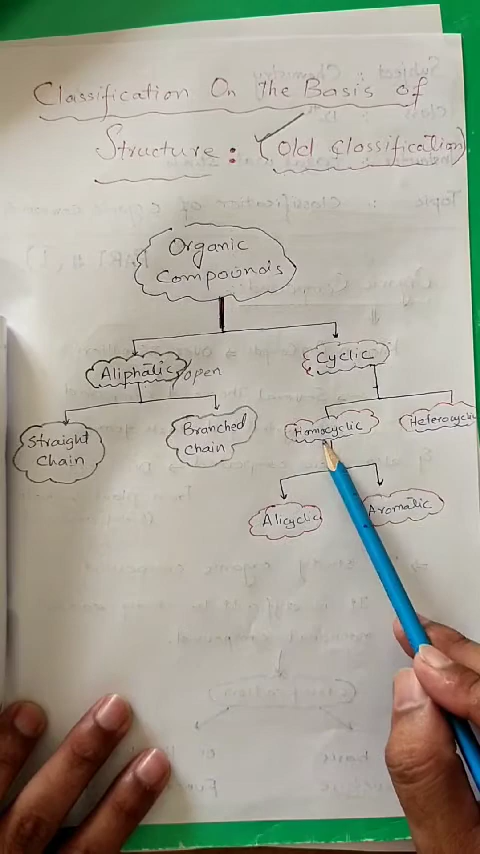 Classification On the Basis of
Structure : (Old Classification)
Organic
Compounds
Aliphatic/open
Cyclic
Straight
Chain
Branched
Chain
Homocyclic
Heterocyclic
Alicyclic
Aromatic